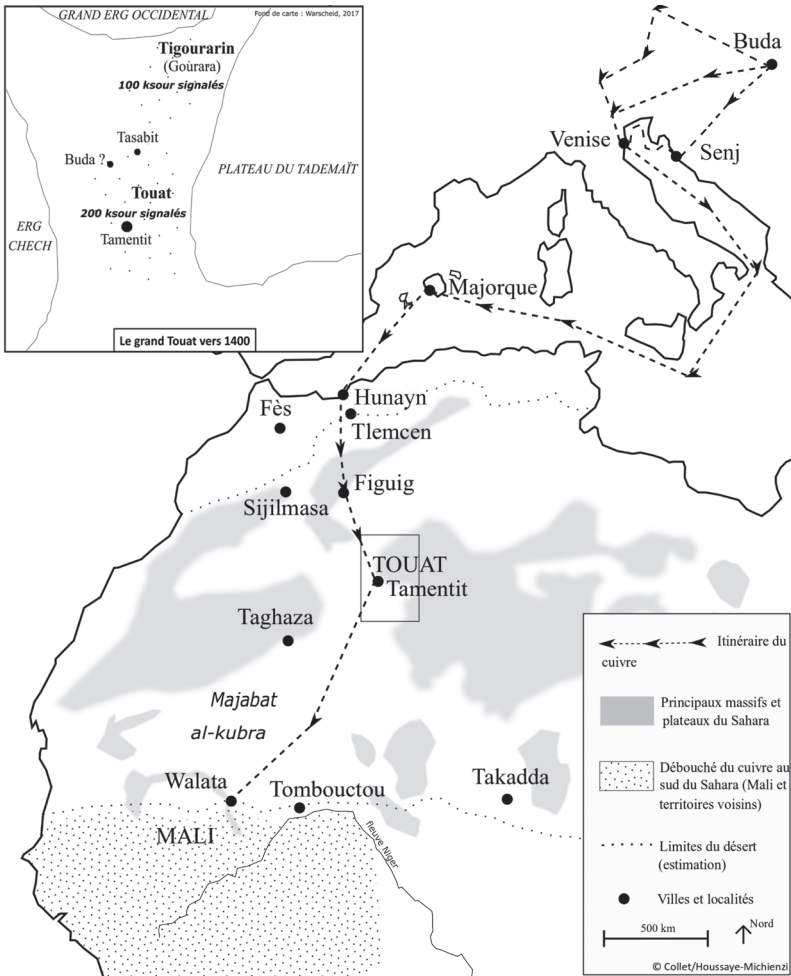 GRAND ERG OCCIDENTAL
Fond de carte : Warscheid, 2017
Tigourarin
(Gourara)
100 ksour signalés
Tasabit
Buda ?
PLATEAU DU TADEMAÏT
Touat
200 ksour signalés
Tamentit
ERG
CHECH
Le grand Touat vers 1400
Buda
Venise
Senj
Majorque
Hunayn
Fès
Tlemcen
Figuig
Sijilmasa
TOUAT
Tamentit
Taghaza
Majabat
al-kubra
Walata
Tombouctou
Takadda
MALI
fleuve Niger
Itinéraire du
cuivre
Principaux massifs et
plateaux du Sahara
Débouché du cuivre au
sud du Sahara (Mali et
territoires voisins)
Limites du désert
(estimation)
Villes et localités
500 km
Nord
© Collet/Houssaye-Michienzi